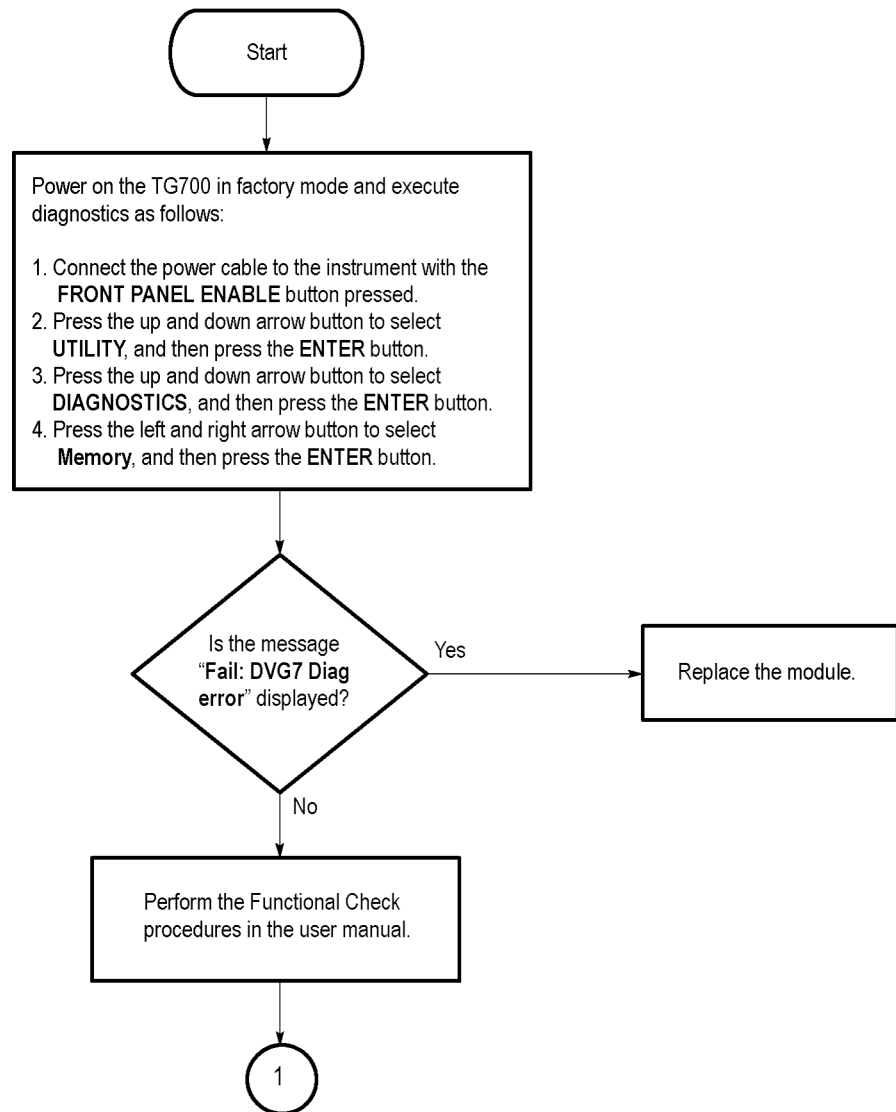 Start
Power on the TG700 in factory mode and execute
diagnostics as follows:
1. Connect the power cable to the instrument with the
FRONT PANEL ENABLE button pressed.
2. Press the up and down arrow button to select
UTILITY, and then press the ENTER button.
3. Press the up and down arrow button to select
DIAGNOSTICS, and then press the ENTER button.
4. Press the left and right arrow button to select
Memory, and then press the ENTER button.
Is the message
“Fail: DVG7 Diag
error” displayed?
Yes
Replace the module.
No
Perform the Functional Check
procedures in the user manual.
1